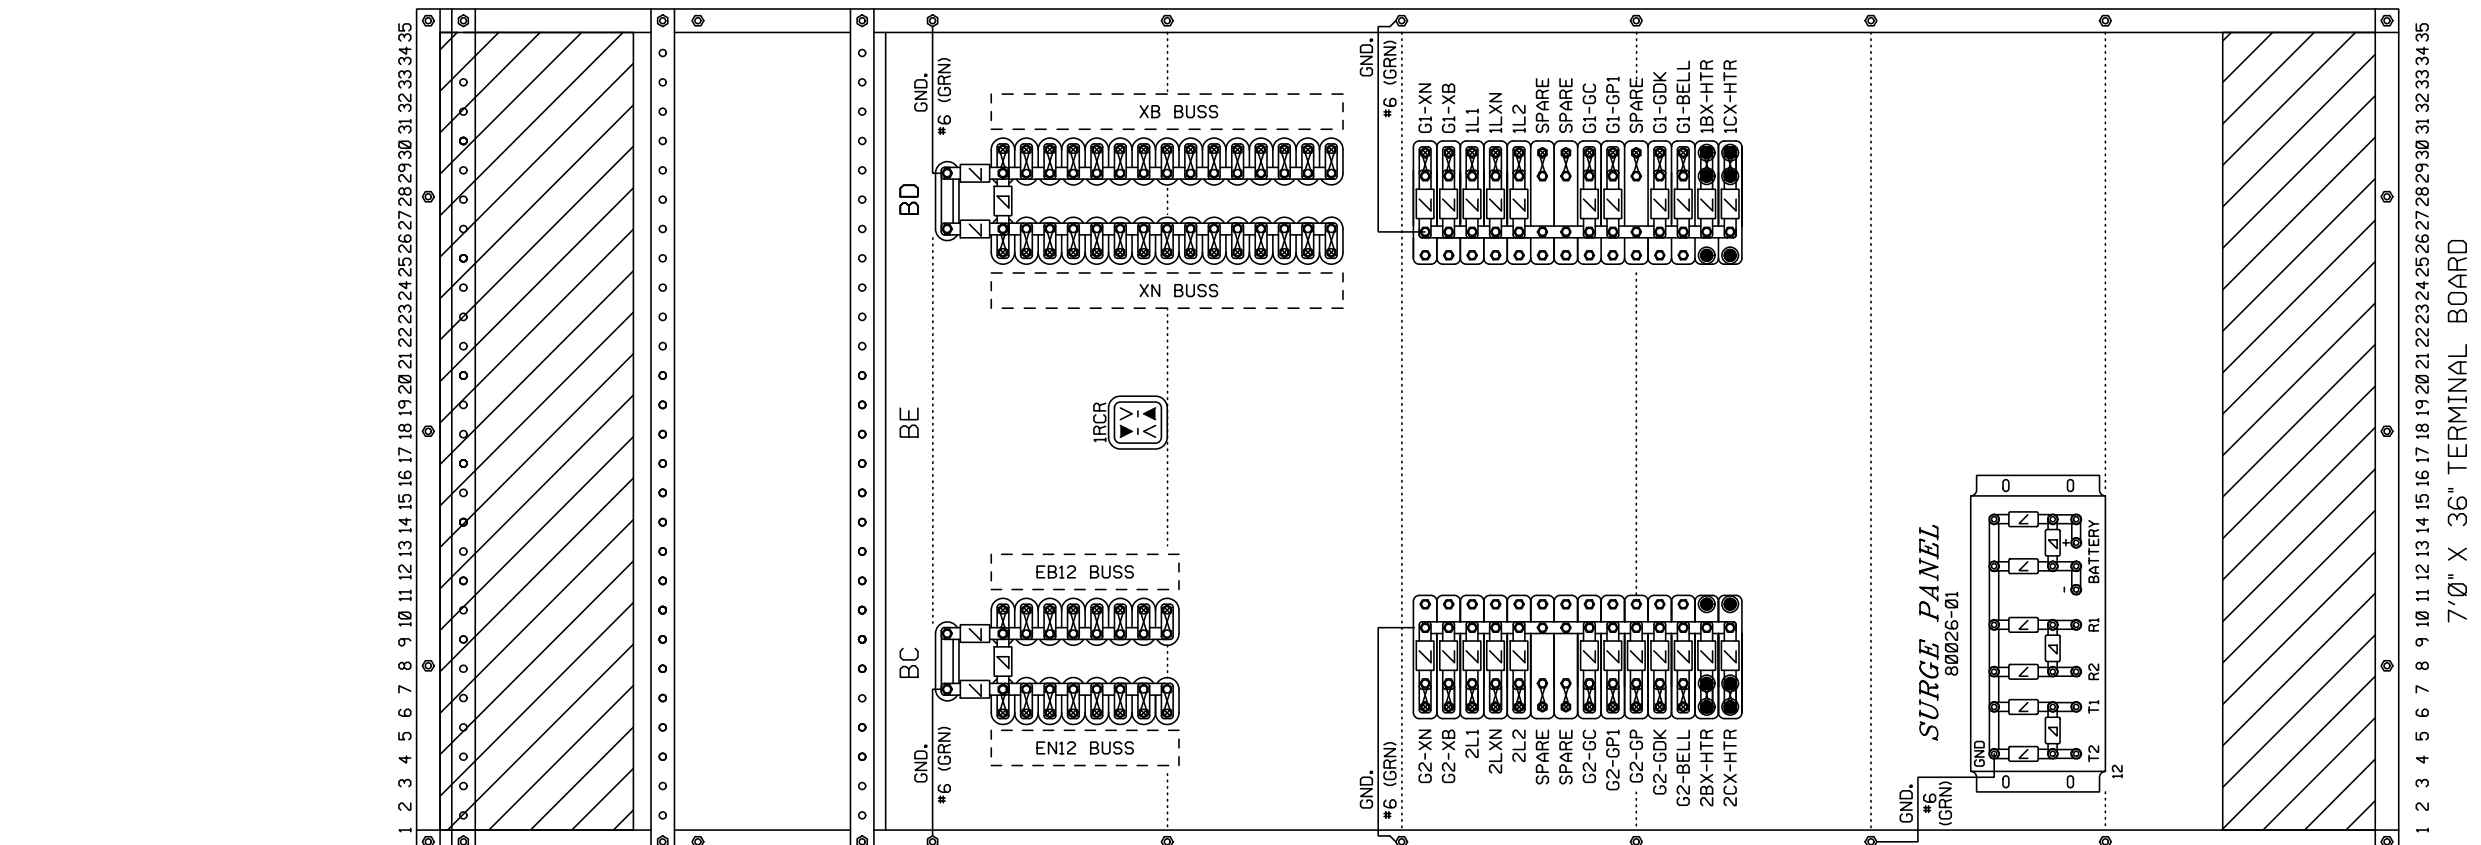 1 2 3 4 5 6 7 8 9 10 11 12 13 14 15 16 17 18 19 20 21 22 23 24 25 26 27 28 29 30 31 32 33 34 35
BD
BE
BC
GND.
#6 (GRN)
XB BUSS
XN BUSS
1RCR
EB12 BUSS
EN12 BUSS
GND.
#6 (GRN)
GND.
#6 (GRN)
G1-XN
G1-XB
1L1
1LXN
1L2
SPARE
SPARE
G1-GC
G1-GP1
SPARE
G1-GDK
G1-BELL
1BX-HTR
1CX-HTR
GND.
#6 (GRN)
G2-XN
G2-XB
2L1
2LXN
2L2
SPARE
SPARE
G2-GC
G2-GP1
G2-GP
G2-GDK
G2-BELL
2BX-HTR
2CX-HTR
GND.
#6
(GRN)
SURGE PANEL
80026-01
GND
+
-
BATTERY
R1
R2
T1
T2
12
1 2 3 4 5 6 7 8 9 10 11 12 13 14 15 16 17 18 19 20 21 22 23 24 25 26 27 28 29 30 31 32 33 34 35
7'0" X 36" TERMINAL BOARD